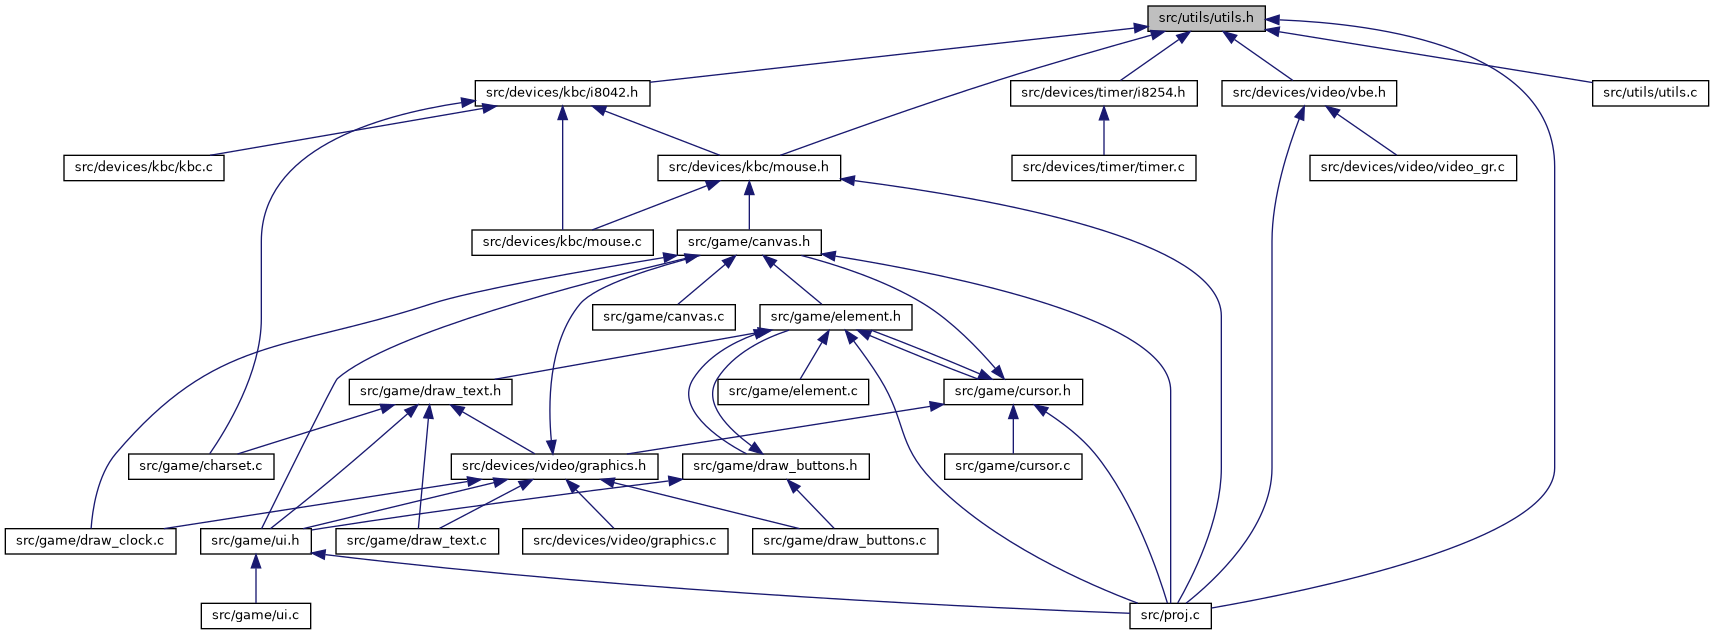 src/utils/utils.h
src/devices/kbc/i8042.h
src/devices/timer/i8254.h
src/devices/video/vbe.h
src/utils/utils.c
src/devices/kbc/kbc.c
src/devices/kbc/mouse.h
src/devices/timer/timer.c
src/devices/video/video_gr.c
src/devices/kbc/mouse.c
src/game/canvas.h
src/game/canvas.c
src/game/element.h
src/game/draw_text.h
src/game/element.c
src/game/cursor.h
src/game/charset.c
src/devices/video/graphics.h
src/game/draw_buttons.h
src/game/cursor.c
src/game/draw_clock.c
src/game/ui.h
src/game/draw_text.c
src/devices/video/graphics.c
src/game/draw_buttons.c
src/game/ui.c
src/proj.c